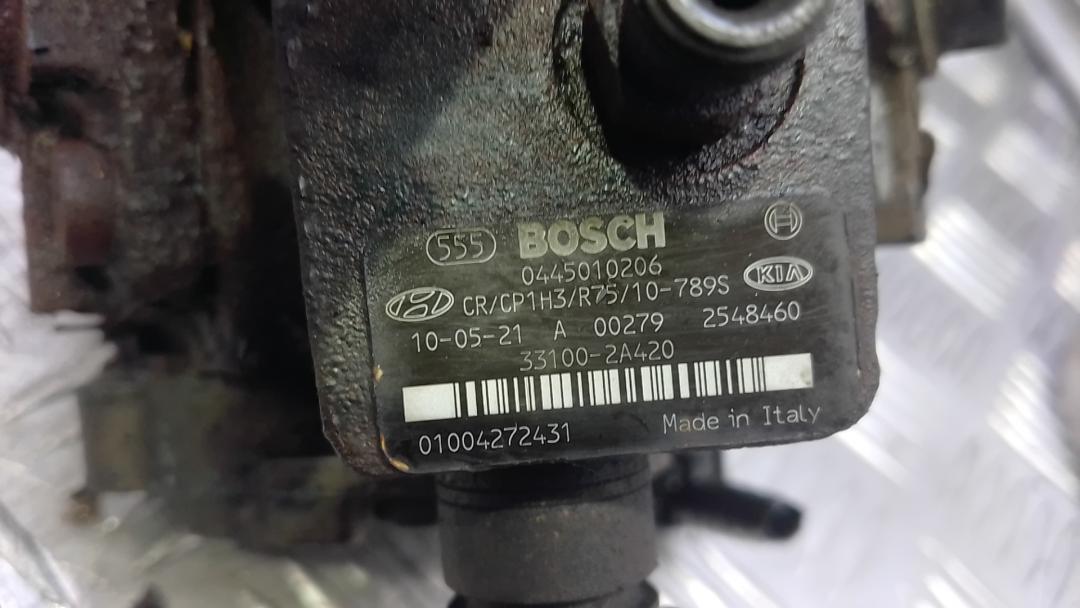 555 BOSCH
0445010206
CR/CP1H3/R75/10-789S KIA
10-05-21 A 00279 2548460
33100-2A420
01004272431 Made in Italy